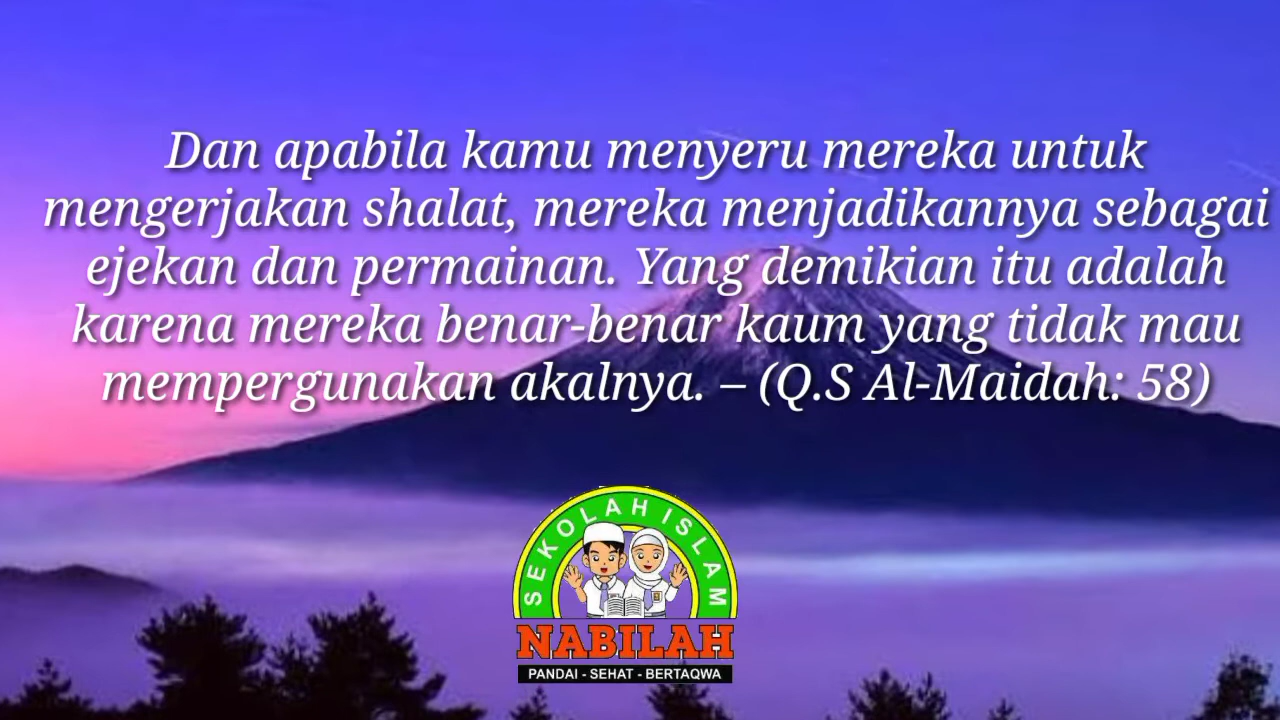 Dan apabila kamu menyeru mereka untuk
mengerjakan shalat, mereka menjadikannya sebagai
ejekan dan permainan. Yang demikian itu adalah
karena mereka benar-benar kaum yang tidak mau
mempergunakan akalnya. – (Q.S Al-Maidah: 58)
SEKOLAH ISLAM
NABILAH
PANDAI - SEHAT - BERTAQWA